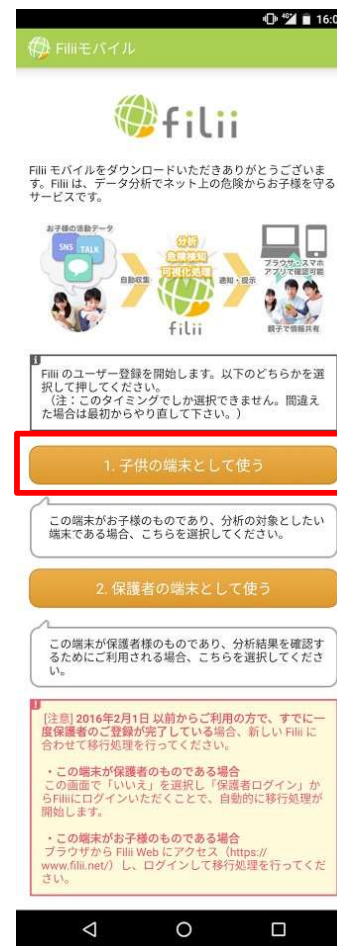 16:0
Filiiモバイル
filii
Filii モバイルをダウンロードいただきありがとうございま
す。Filii は、データ分析でネット上の危険からお子様を守る
サービスです。
お子様の活動データ
SNS TALK
自動収集
分析
危険検知
可視化処理
filii
通知・提示
ブラウザ・スマホ
アプリで確認可能
親子で情報共有
Filii のユーザー登録を開始します。以下のどちらかを選
択して押してください。
（注：このタイミングでしか選択できません。間違え
た場合は最初からやり直して下さい。）
1. 子供の端末として使う
この端末がお子様のものであり、分析の対象としたい
端末である場合、こちらを選択してください。
2. 保護者の端末として使う
この端末が保護者様のものであり、分析結果を確認す
るためにご利用される場合、こちらを選択してくださ
い。
[注意] 2016年2月1日 以前からご利用の方で、すでに一
度保護者のご登録が完了している場合、新しい Filii に
合わせて移行処理を行ってください。
・この端末が保護者のものである場合
この画面で「いいえ」を選択し「保護者ログイン」か
らFiliiにログインいただくことで、自動的に移行処理が
開始します。
・この端末がお子様のものである場合
ブラウザから Filii Web にアクセス（https://
www.filii.net/）し、ログインして移行処理を行ってくだ
さい。